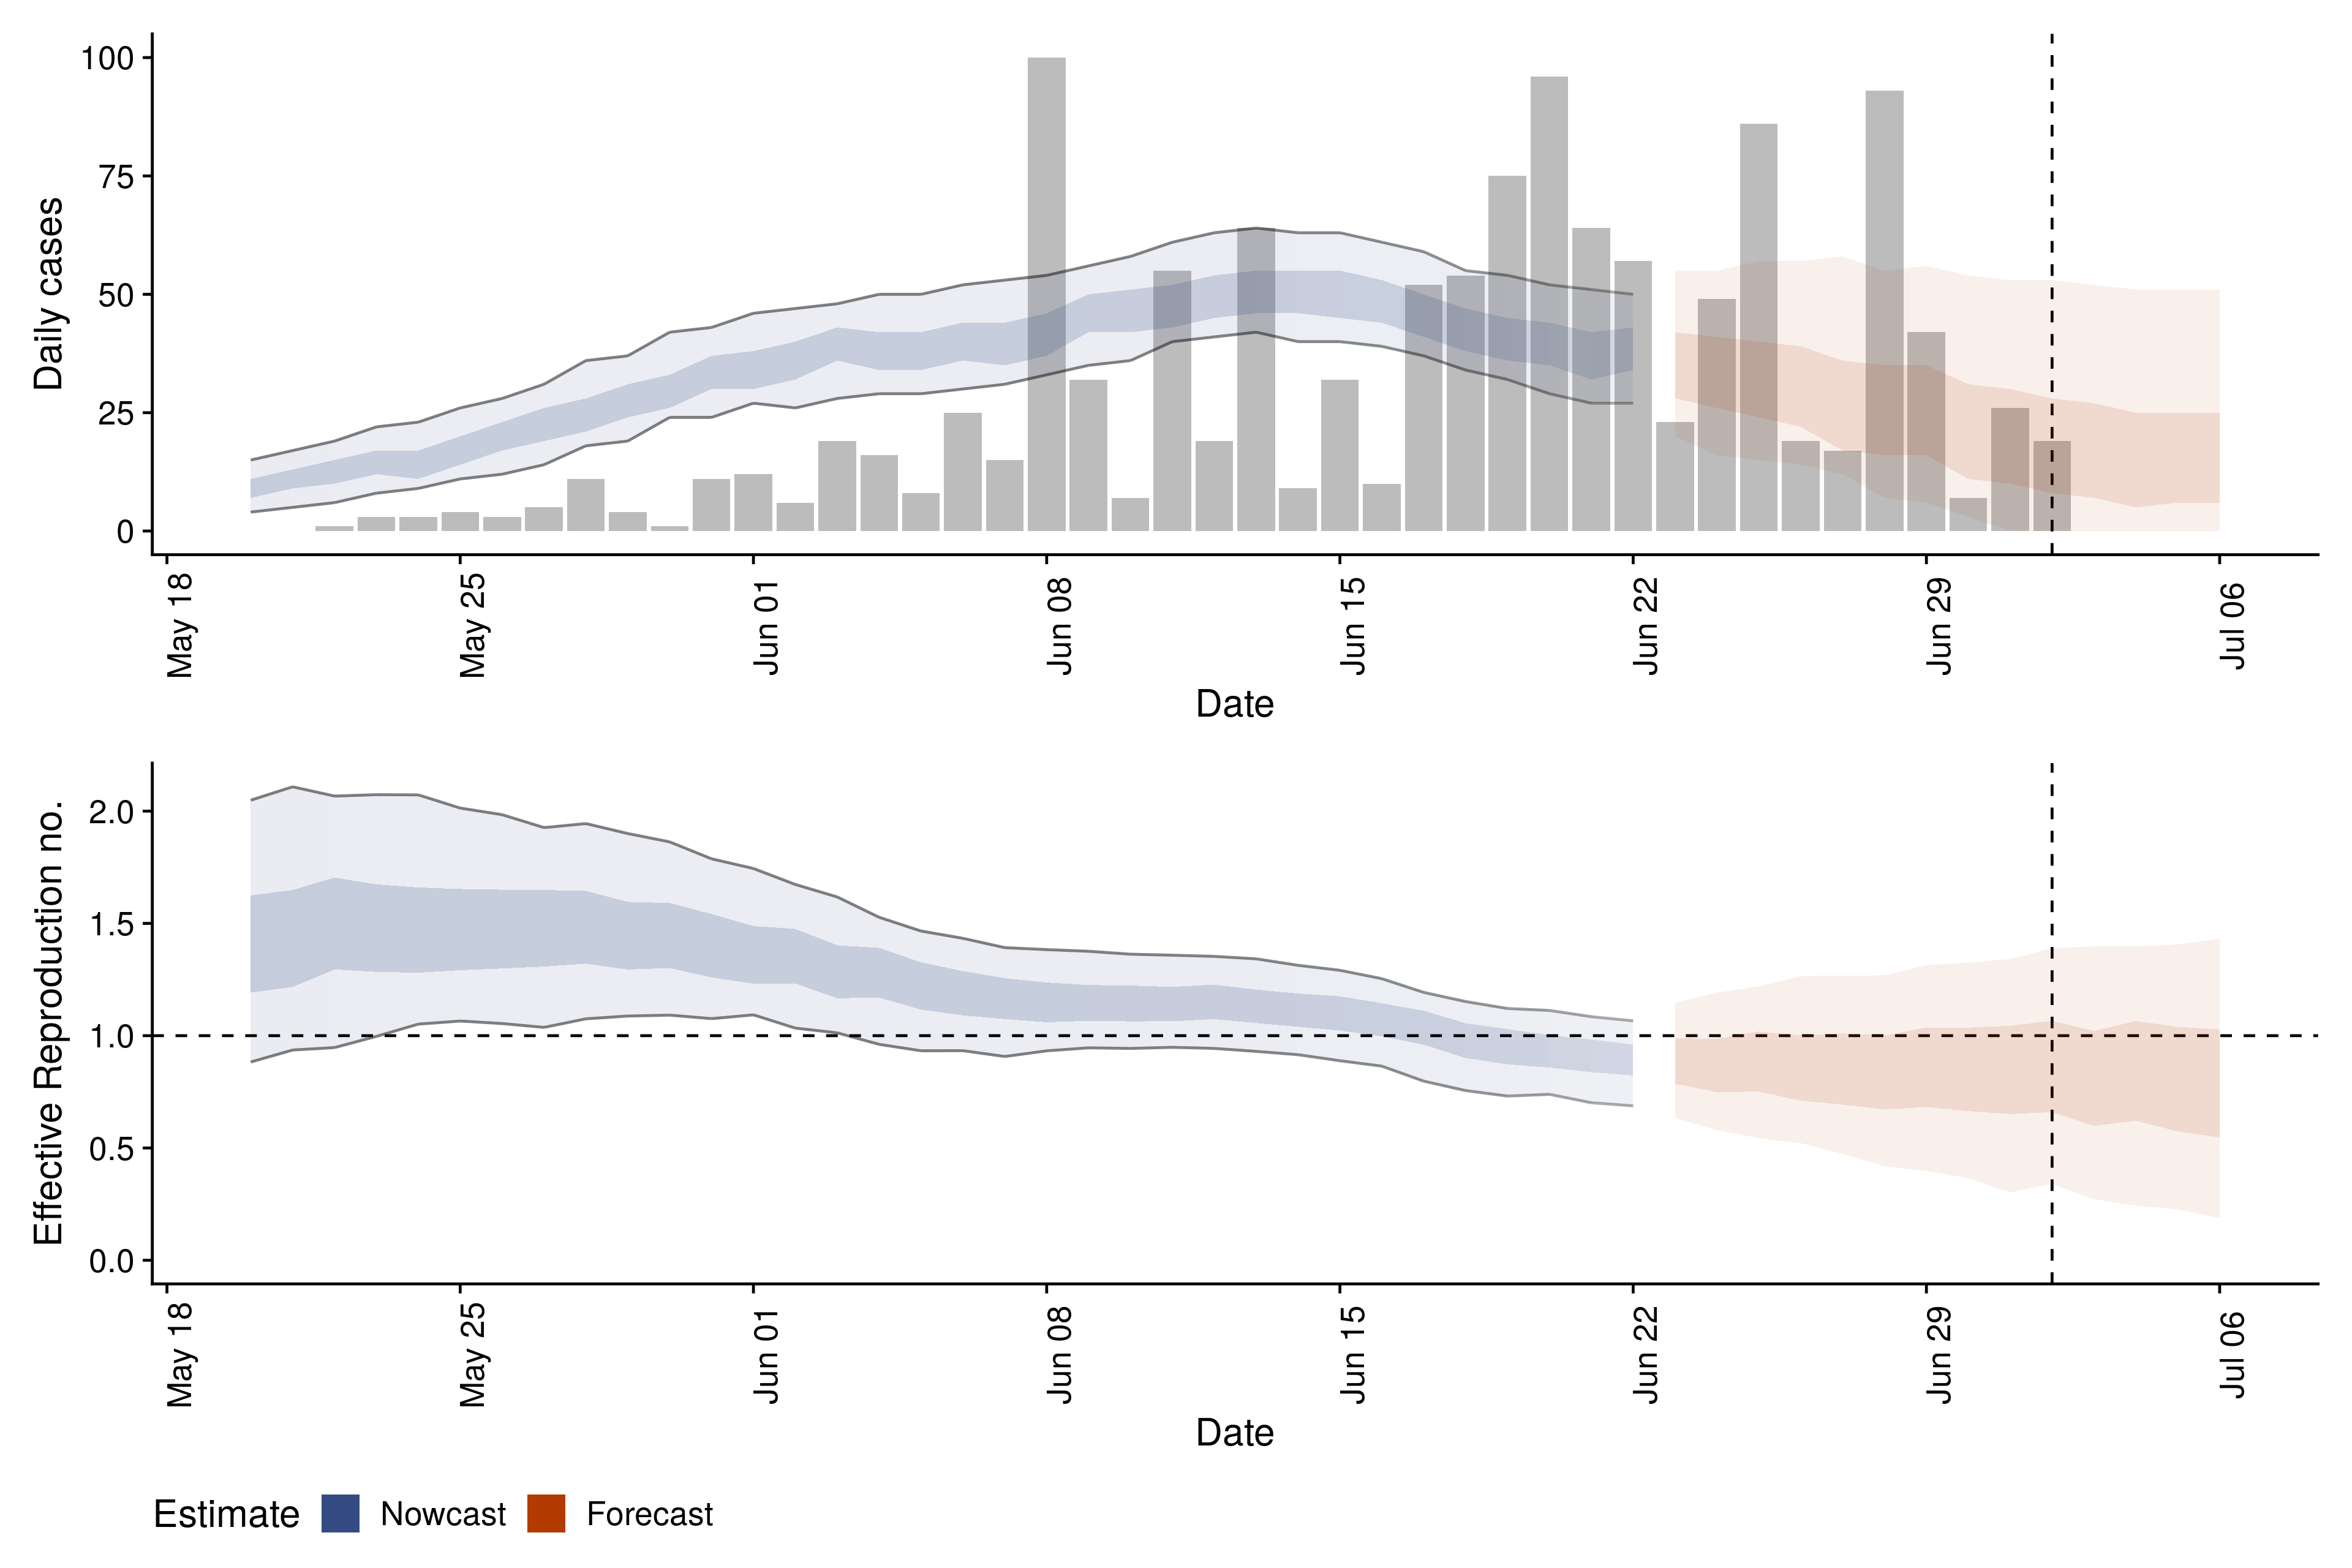 100
75
50
25
0
Daily cases
May 18
May 25
Jun 01
Jun 08
Jun 15
Jun 22
Jun 29
Jul 06
Date
2.0
1.5
1.0
0.5
0.0
Effective Reproduction no.
May 18
May 25
Jun 01
Jun 08
Jun 15
Jun 22
Jun 29
Jul 06
Date
Estimate Nowcast Forecast